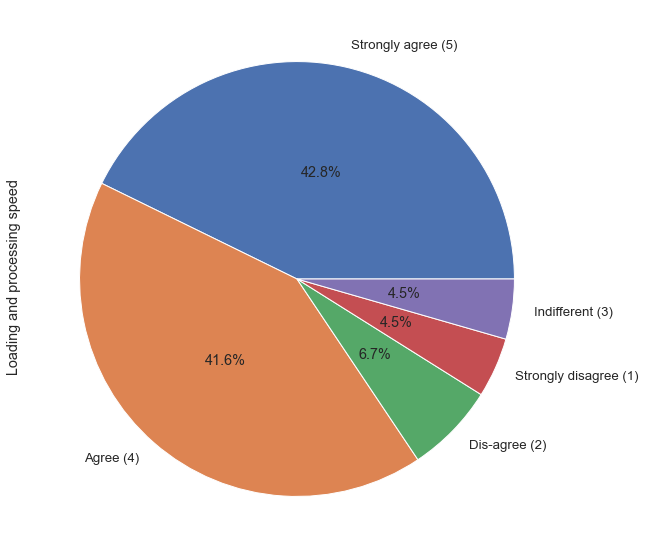 Strongly agree (5)
42.8%
Loading and processing speed
4.5%
Indifferent (3)
4.5%
6.7%
41.6%
Strongly disagree (1)
Dis-agree (2)
Agree (4)